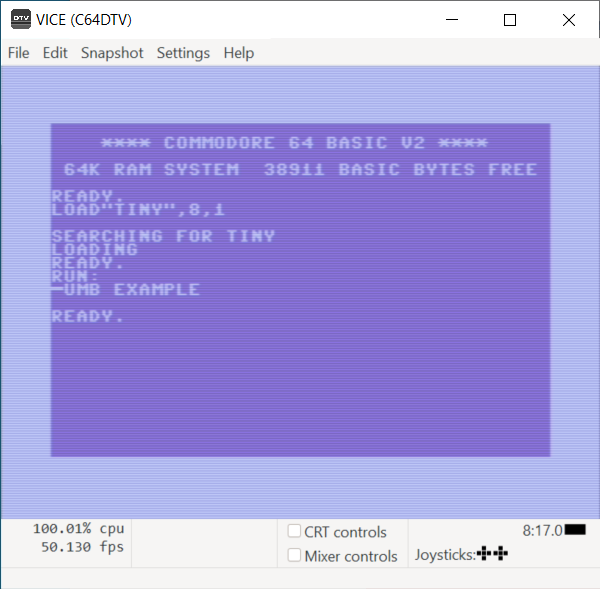 DTV VICE (C64DTV)
File Edit Snapshot Settings Help
**** COMMODORE 64 BASIC V2 ****
64K RAM SYSTEM 38911 BASIC BYTES FREE
READY.
LOAD"TINY",8,1
SEARCHING FOR TINY
LOADING
READY.
RUN:
UMB EXAMPLE
READY.
100.01% cpu
50.130 fps
CRT controls
Mixer controls
8:17.0
Joysticks: